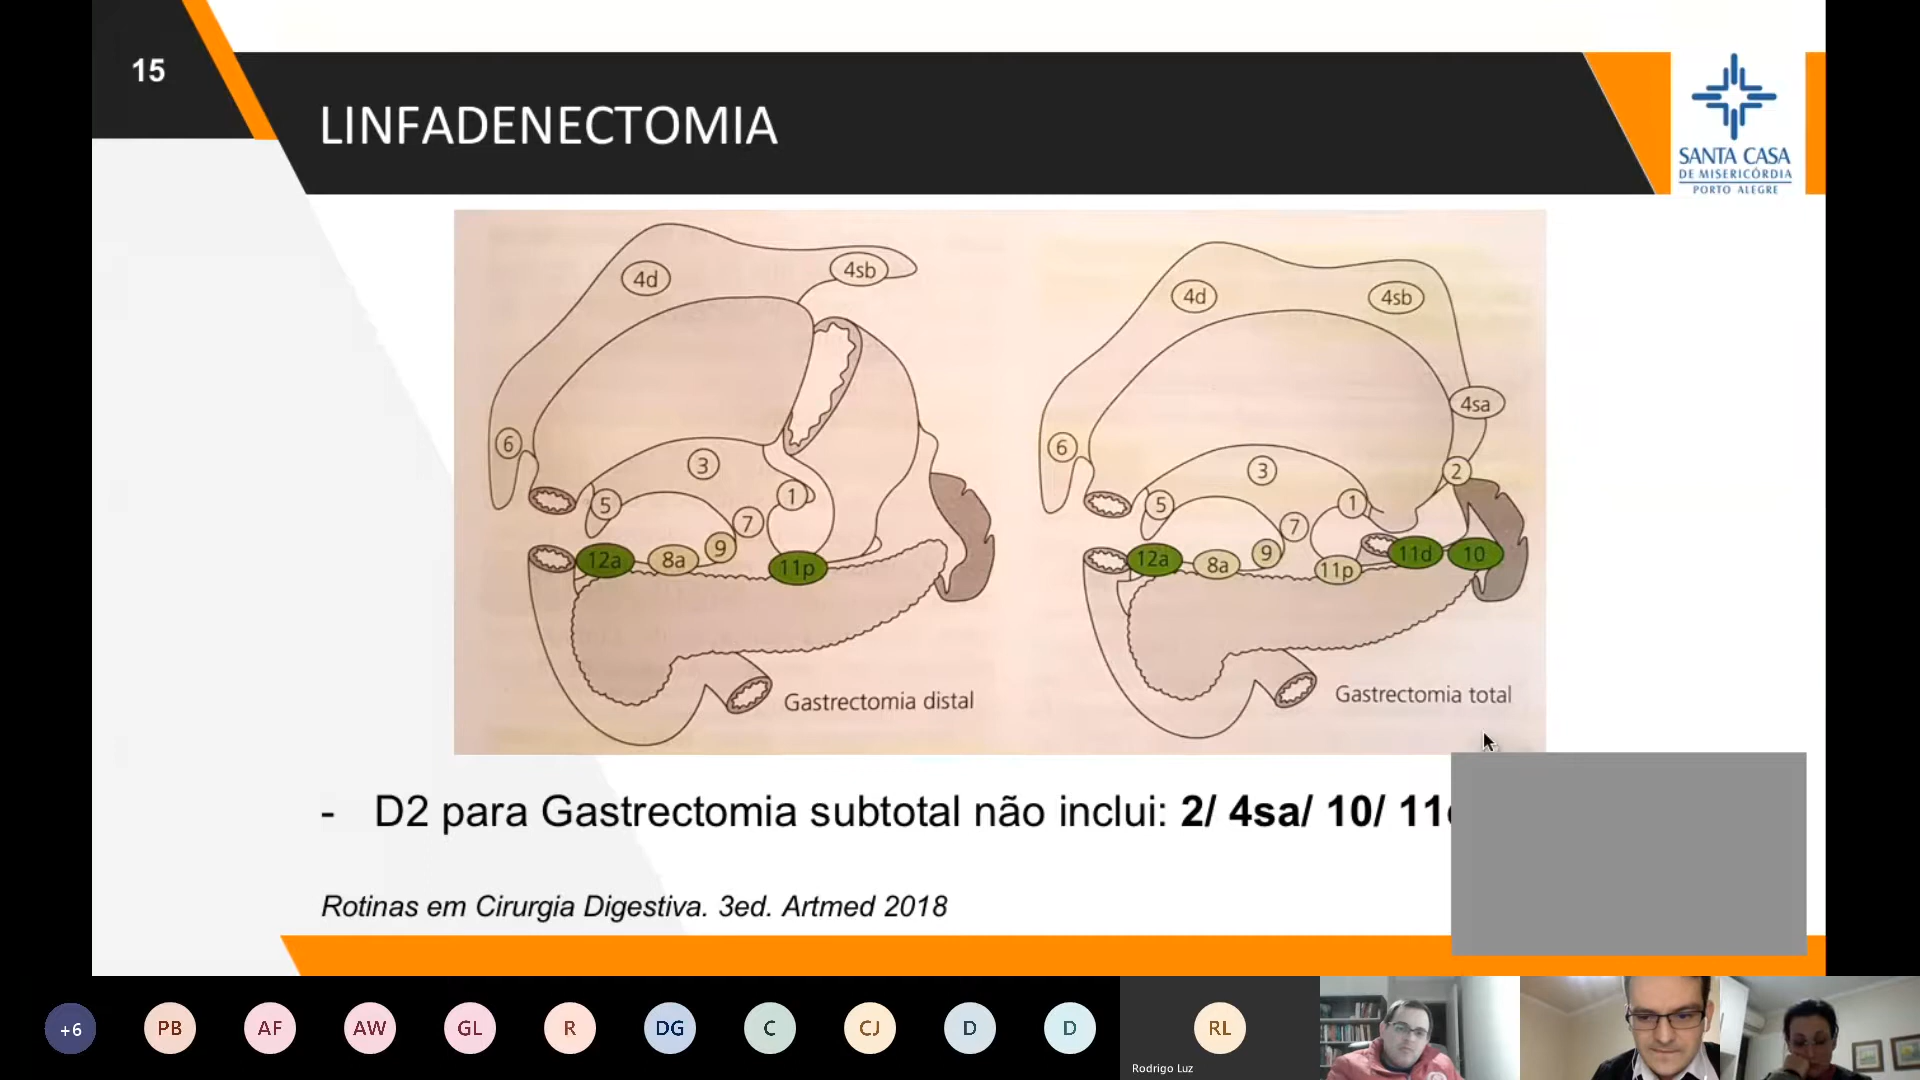 15
LINFADENECTOMIA
SANTA CASA
DE MISERICÓRDIA
PORTO ALEGRE
4d
4sb
6
3
5
1
7
9
12a
8a
11p
Gastrectomia distal
4d
4sb
4sa
6
3
2
5
1
7
9
12a
8a
11p
11d
10
Gastrectomia total
- D2 para Gastrectomia subtotal não inclui: 2/ 4sa/ 10/ 11
Rotinas em Cirurgia Digestiva. 3ed. Artmed 2018
+6
PB
AF
AW
GL
R
DG
C
CJ
D
D
RL
Rodrigo Luz